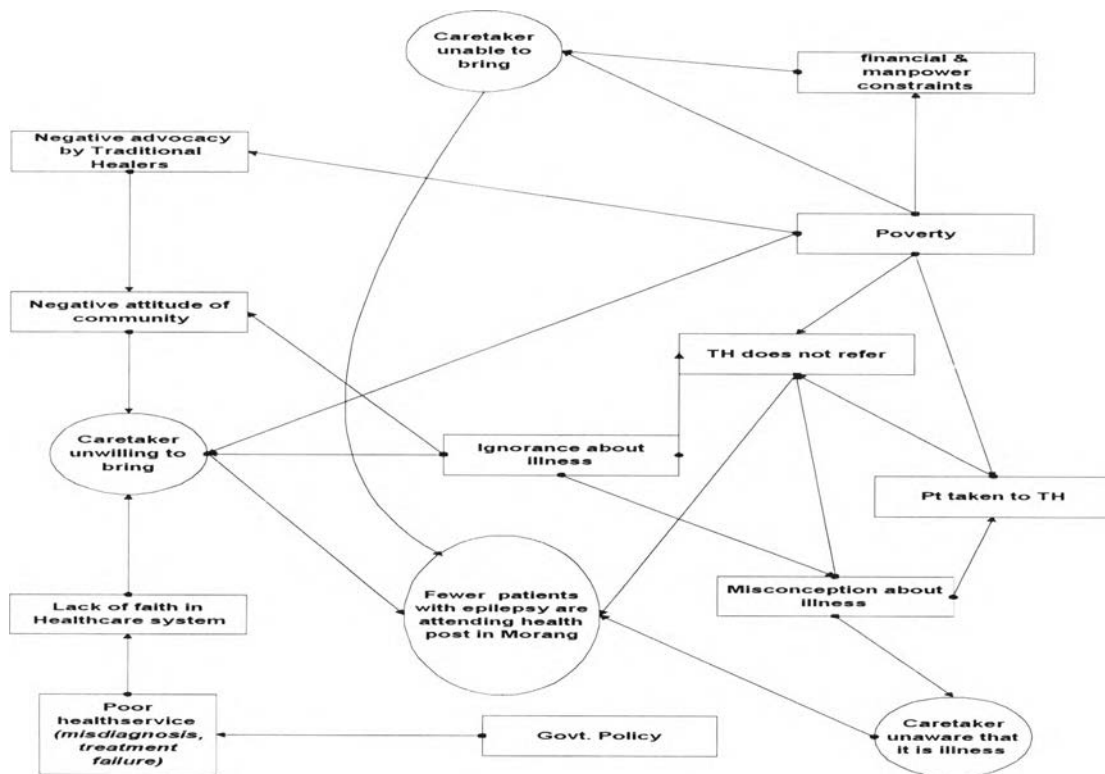 Caretaker
unable to
bring
financial &
manpower
constraints
Negative advocacy
by Traditional
Healers
Poverty
Negative attitude of
community
TH does not refer
Caretaker
unwilling to
bring
Ignorance about
illness
Pt taken to TH
Fewer patients
with epilepsy are
attending health
post in Morang
Misconception about
illness
Lack of faith in
Healthcare system
Poor
healthservice
(misdiagnosis,
treatment
failure)
Govt. Policy
Caretaker
unaware that
it is illness